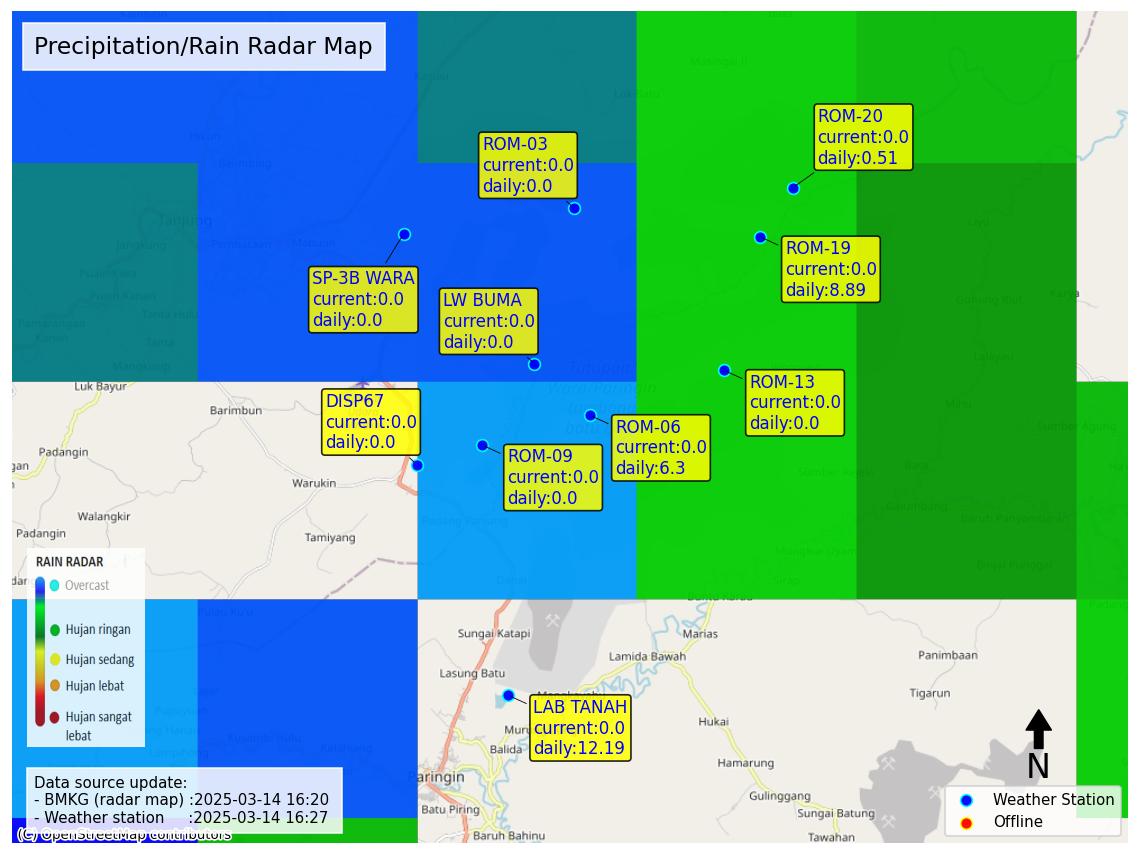 Precipitation/Rain Radar Map
ROM-20
current:0.0
daily:0.51
ROM-03
current:0.0
daily:0.0
ROM-19
current:0.0
daily:8.89
SP-3B WARA
current:0.0
daily:0.0
LW BUMA
current:0.0
daily:0.0
ROM-13
current:0.0
daily:0.0
DISP67
current:0.0
daily:0.0
ROM-06
current:0.0
daily:6.3
ROM-09
current:0.0
daily:0.0
LAB TANAH
current:0.0
daily:12.19
Tanjung
Karya
Luk Bayur
Barimbun
Padangin
Warukin
Walangkir
Padangin
Tamiyang
Sungai Katapi
Marias
Lamida Bawah
Panimbaan
Lasung Batu
Tigarun
Hukai
Balida
Hamarung
Paringin
Gulinggang
Batu Piring
Sungai Batung
Baruh Bahinu
Tawahan
RAIN RADAR
Overcast
Hujan ringan
Hujan sedang
Hujan lebat
Hujan sangat
lebat
Data source update:
- BMKG (radar map) :2025-03-14 16:20
- Weather station :2025-03-14 16:27
(C) OpenStreetMap contributors
N
Weather Station
Offline